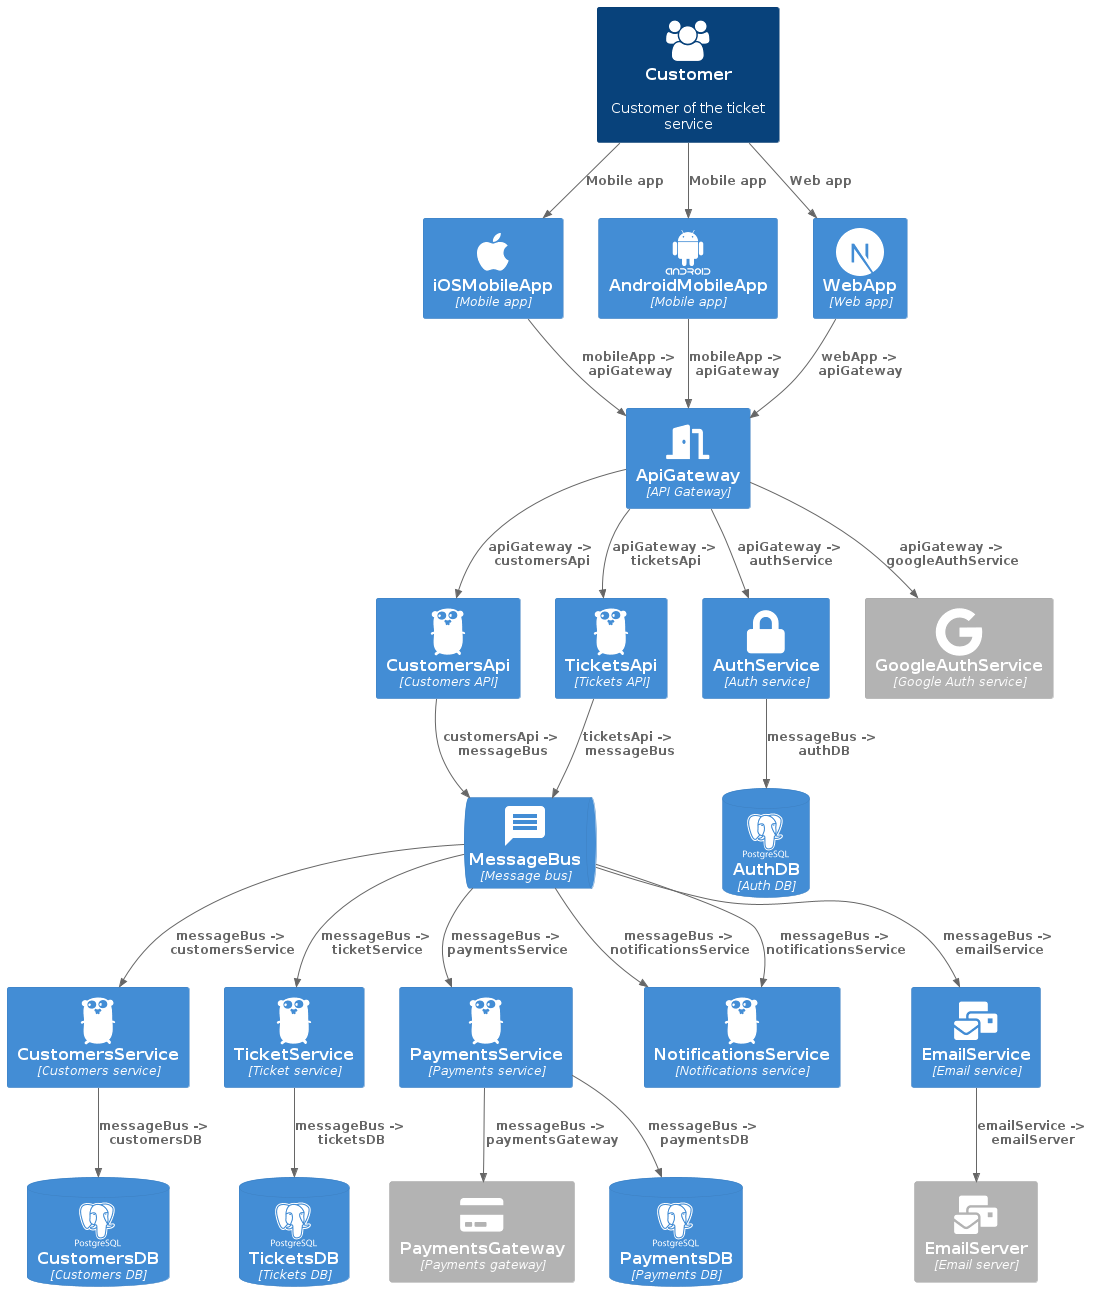 Customer
Customer of the ticket
service
Mobile app
Mobile app
Web app
iOSMobileApp
[Mobile app]
ANDROID
AndroidMobileApp
[Mobile app]
N
WebApp
[Web app]
mobileApp ->
apiGateway
mobileApp ->
apiGateway
webApp ->
apiGateway
ApiGateway
[API Gateway]
apiGateway ->
customersApi
apiGateway ->
ticketsApi
apiGateway ->
authService
apiGateway ->
googleAuthService
CustomersApi
[Customers API]
TicketsApi
[Tickets API]
AuthService
[Auth service]
G
GoogleAuthService
[Google Auth service]
customersApi ->
messageBus
ticketsApi ->
messageBus
messageBus ->
authDB
MessageBus
[Message bus]
PostgreSQL
AuthDB
[Auth DB]
messageBus ->
customersService
messageBus ->
ticketService
messageBus ->
paymentsService
messageBus ->
notificationsService
messageBus ->
notificationsService
messageBus ->
emailService
CustomersService
[Customers service]
TicketService
[Ticket service]
PaymentsService
[Payments service]
NotificationsService
[Notifications service]
EmailService
[Email service]
messageBus ->
customersDB
messageBus ->
ticketsDB
messageBus ->
paymentsGateway
messageBus ->
paymentsDB
emailService ->
emailServer
PostgreSQL
CustomersDB
[Customers DB]
PostgreSQL
TicketsDB
[Tickets DB]
PaymentsGateway
[Payments gateway]
PostgreSQL
PaymentsDB
[Payments DB]
EmailServer
[Email server]